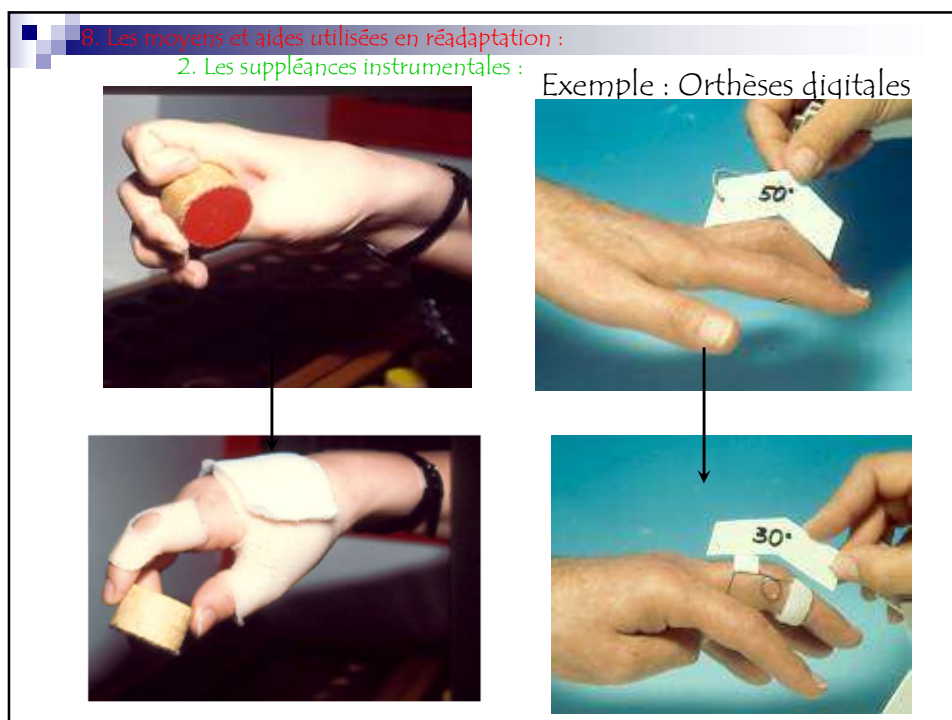 8. Les moyens et aides utilisées en réadaptation :
2. Les suppléances instrumentales :
Exemple : Orthèses digitales
50°
30°